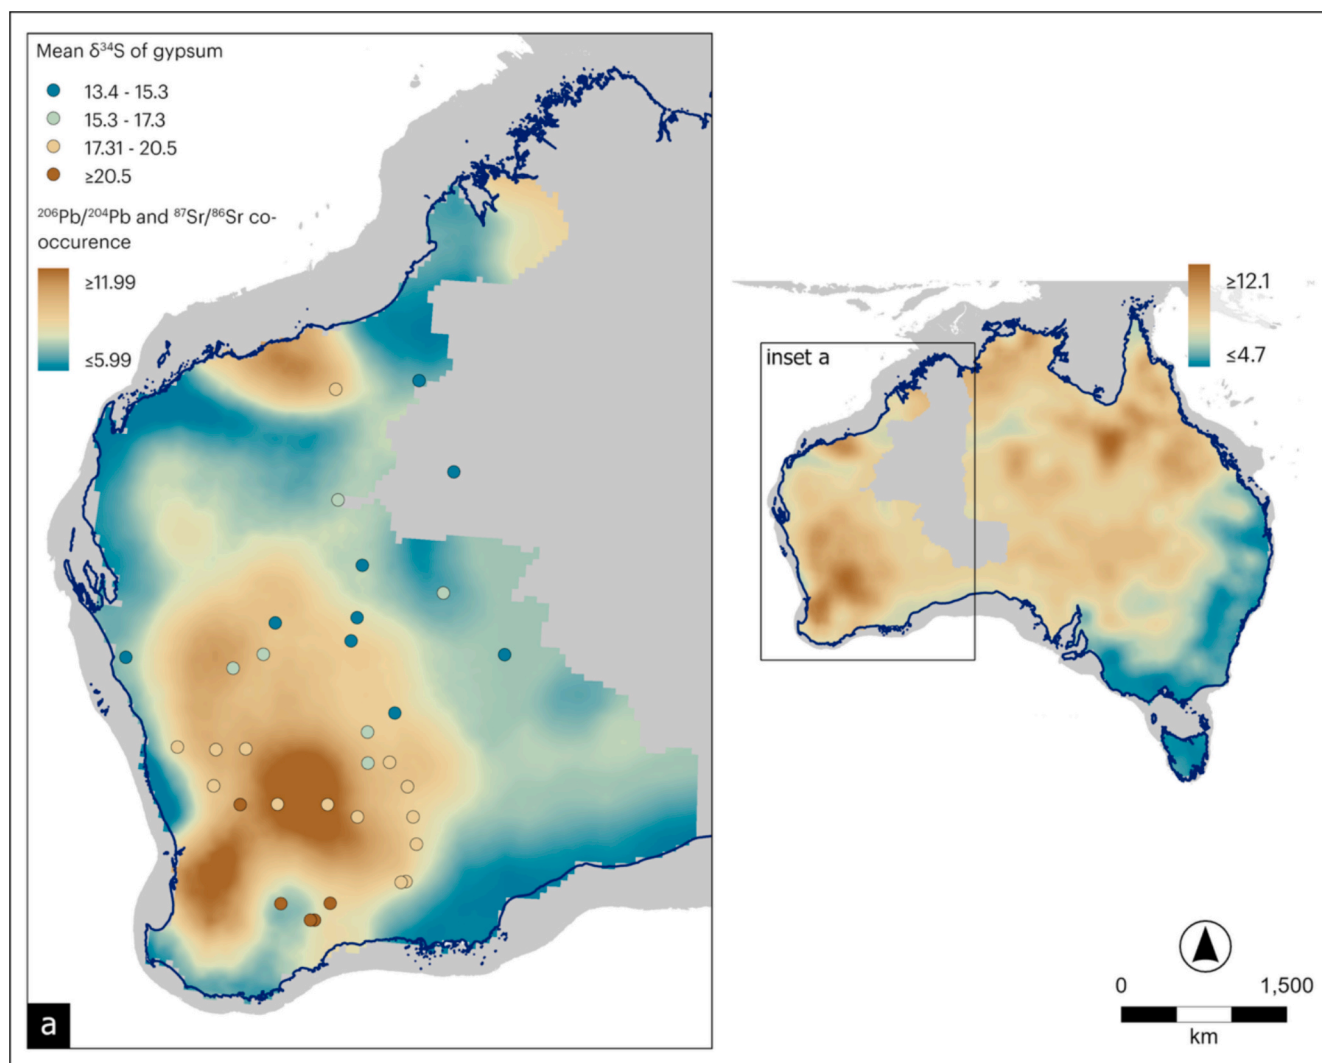 Mean δ³⁴S of gypsum
13.4 - 15.3
15.3 - 17.3
17.31 - 20.5
≥20.5
²⁰⁶Pb/²⁰⁴Pb and ⁸⁷Sr/⁸⁶Sr co-
occurence
≥11.99
≤5.99
a
≥12.1
≤4.7
inset a
0 1,500
km